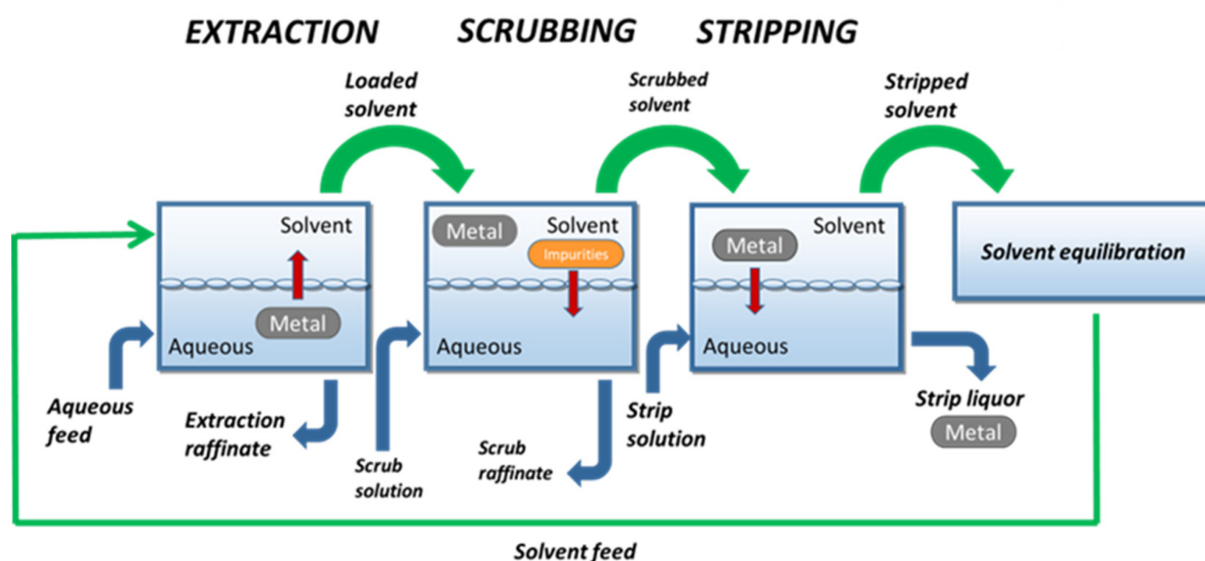 EXTRACTION
SCRUBBING
STRIPPING
Loaded
solvent
Scrubbed
solvent
Stripped
solvent
Solvent
Metal
Aqueous
Metal
Solvent
Impurities
Aqueous
Metal
Solvent
Aqueous
Solvent equilibration
Aqueous
feed
Extraction
raffinate
Scrub
solution
Scrub
raffinate
Strip
solution
Strip liquor
Metal
Solvent feed